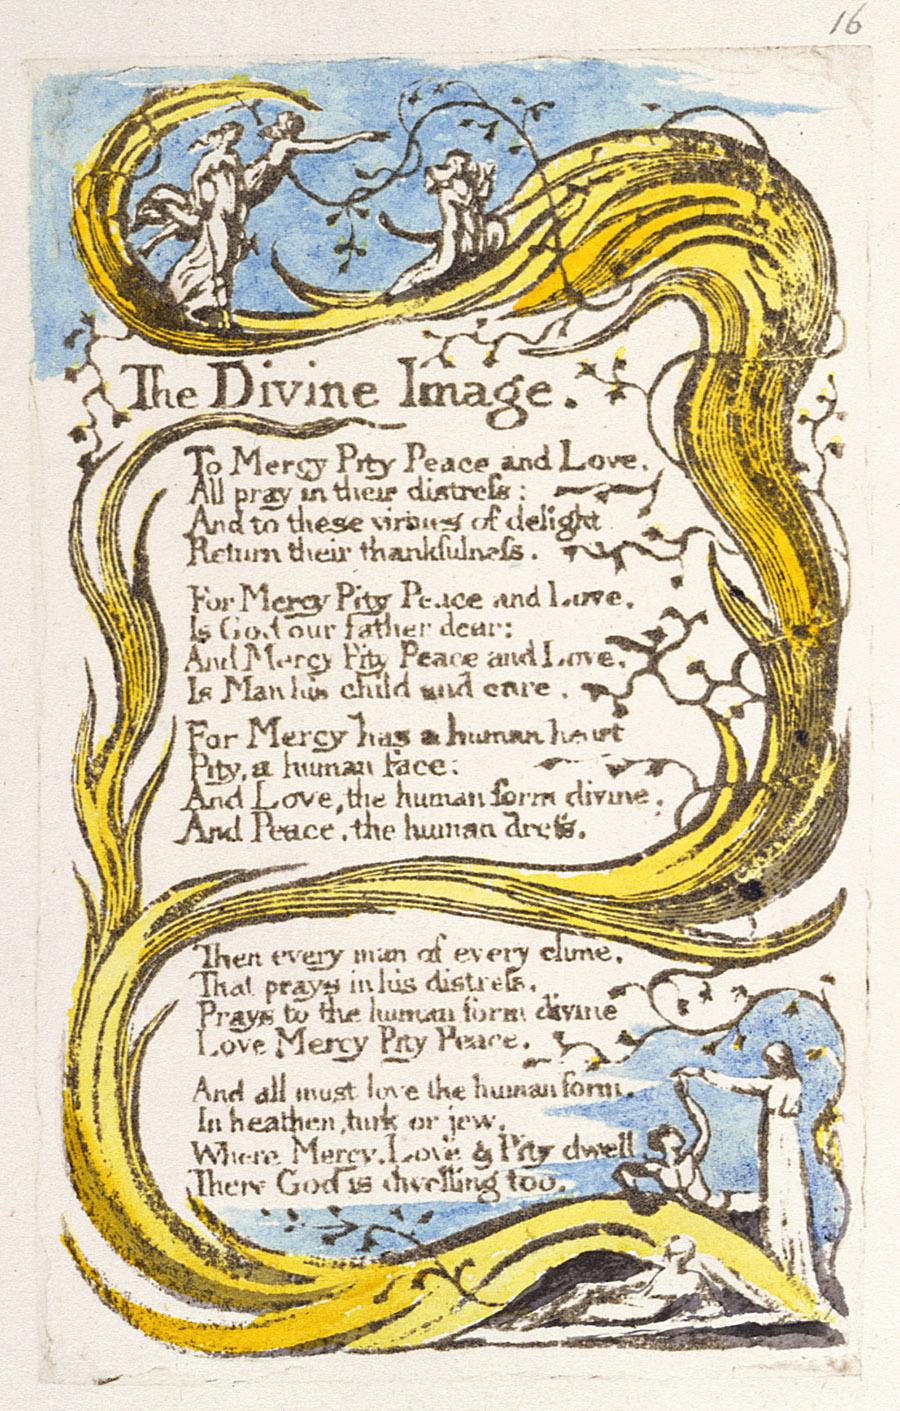 16
The Divine Image.
To Mercy Pity Peace and Love,
All pray in their distreſs:
And to these virtues of delight
Return their thankfulneſs.
For Mercy Pity Peace and Love,
Is God our father dear:
And Mercy Pity Peace and Love,
Is Man his child and care.
For Mercy has a human heart
Pity, a human face:
And Love, the human form divine,
And Peace, the human dreſs.
Then every man of every clime,
That prays in his distreſs,
Prays to the human form divine
Love Mercy Pity Peace.
And all must love the human form,
In heathen, turk or jew,
Where Mercy, Love & Pity dwell
There God is dwelling too.